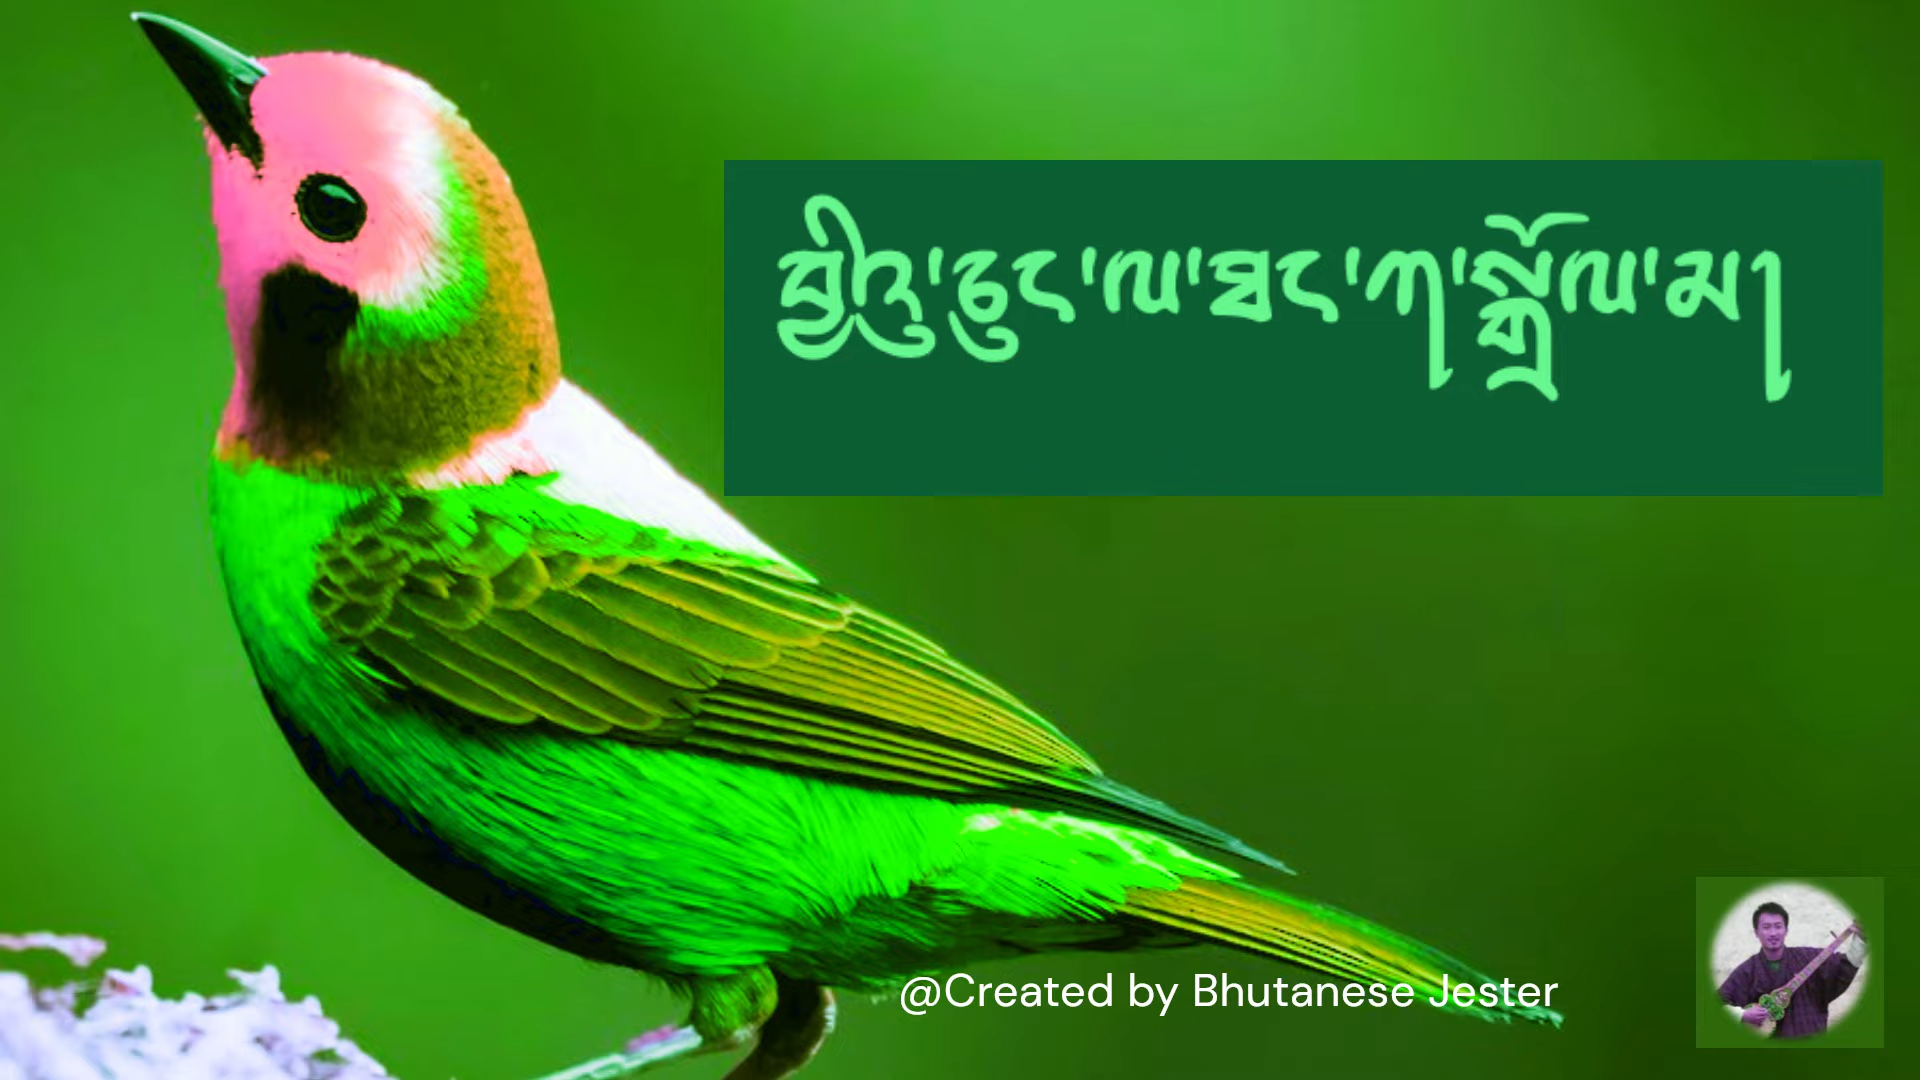 བྱིའུ་ཅུང་ལ་སྦང་ཀ་སྒྲོལ་མ།
@Created by Bhutanese Jester